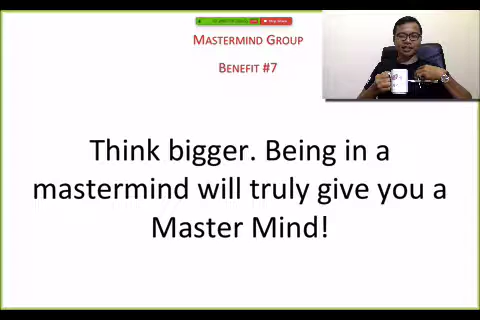 MASTERMIND GROUP
BENEFIT #7
Think bigger. Being in a
mastermind will truly give you a
Master Mind!